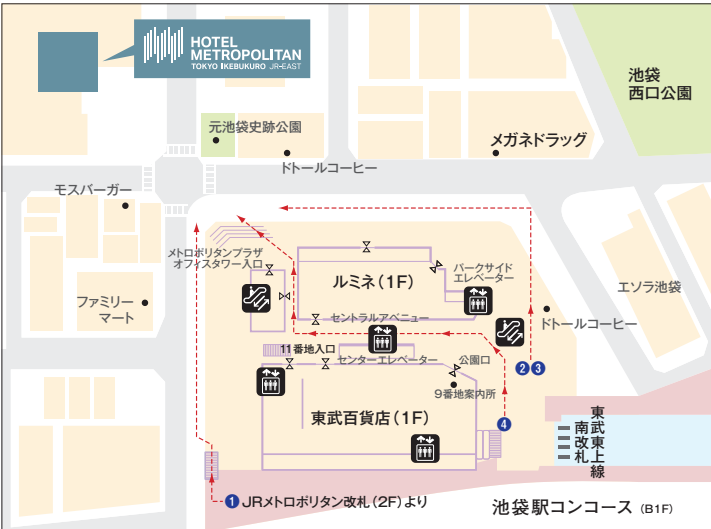 HOTEL
METROPOLITAN
TOKYO IKEBUKURO JR-EAST
池袋
西口公園
元池袋史跡公園
メガネドラッグ
ドトールコーヒー
モスバーガー
メトロポリタンプラザ
オフィスタワー入口
ルミネ(1F)
パークサイド
エレベーター
エソラ池袋
ファミリー
マート
セントラルアベニュー
ドトールコーヒー
11番地入口
センターエレベーター
公園口
2 3
9番地案内所
東武百貨店(1F)
4
東武東上線
南改札
1 JRメトロポリタン改札(2F)より
池袋駅コンコース (B1F)